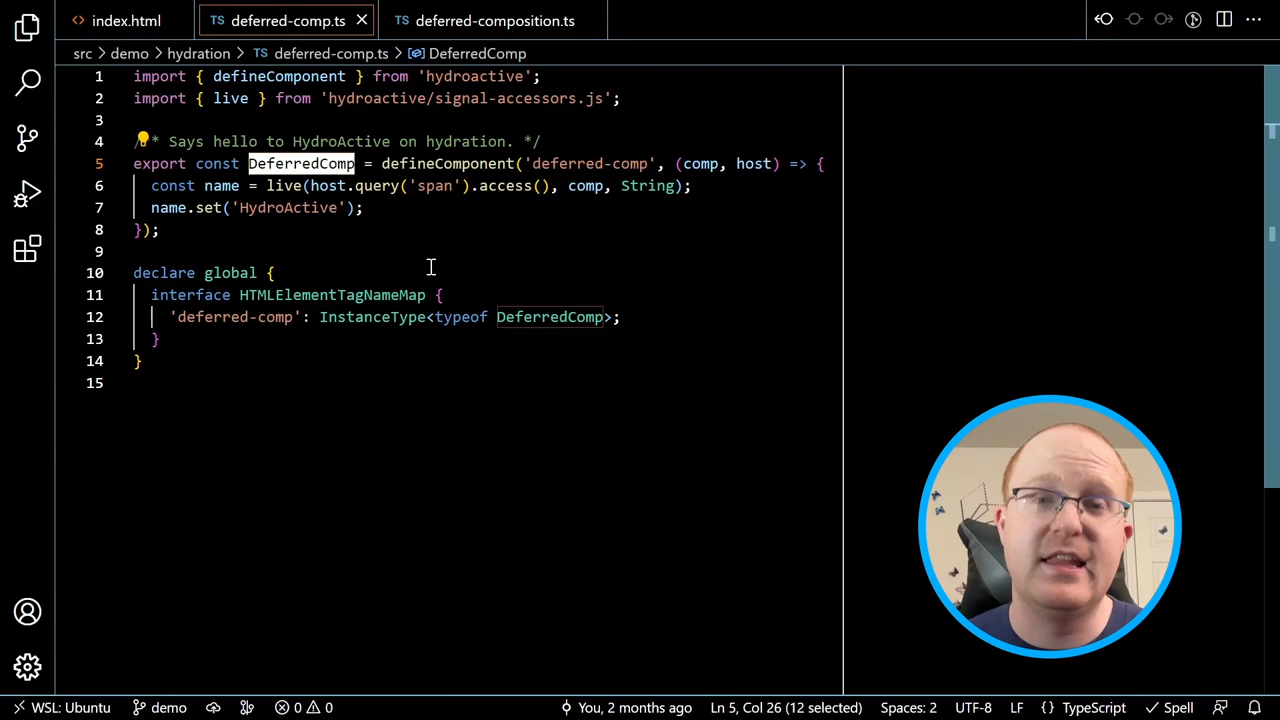 index.html
TS deferred-comp.ts
TS deferred-composition.ts
src > demo > hydration > TS deferred-comp.ts > DeferredComp
1 import { defineComponent } from 'hydroactive';
2 import { live } from 'hydroactive/signal-accessors.js';
3
4 /* Says hello to HydroActive on hydration. */
5 export const DeferredComp = defineComponent('deferred-comp', (comp, host) => {
6 const name = live(host.query('span').access(), comp, String);
7 name.set('HydroActive');
8 });
9
10 declare global {
11 interface HTMLElementTagNameMap {
12 'deferred-comp': InstanceType<typeof DeferredComp>;
13 }
14 }
15
WSL: Ubuntu demo 0 0 You, 2 months ago Ln 5, Col 26 (12 selected) Spaces: 2 UTF-8 LF {} TypeScript Spell